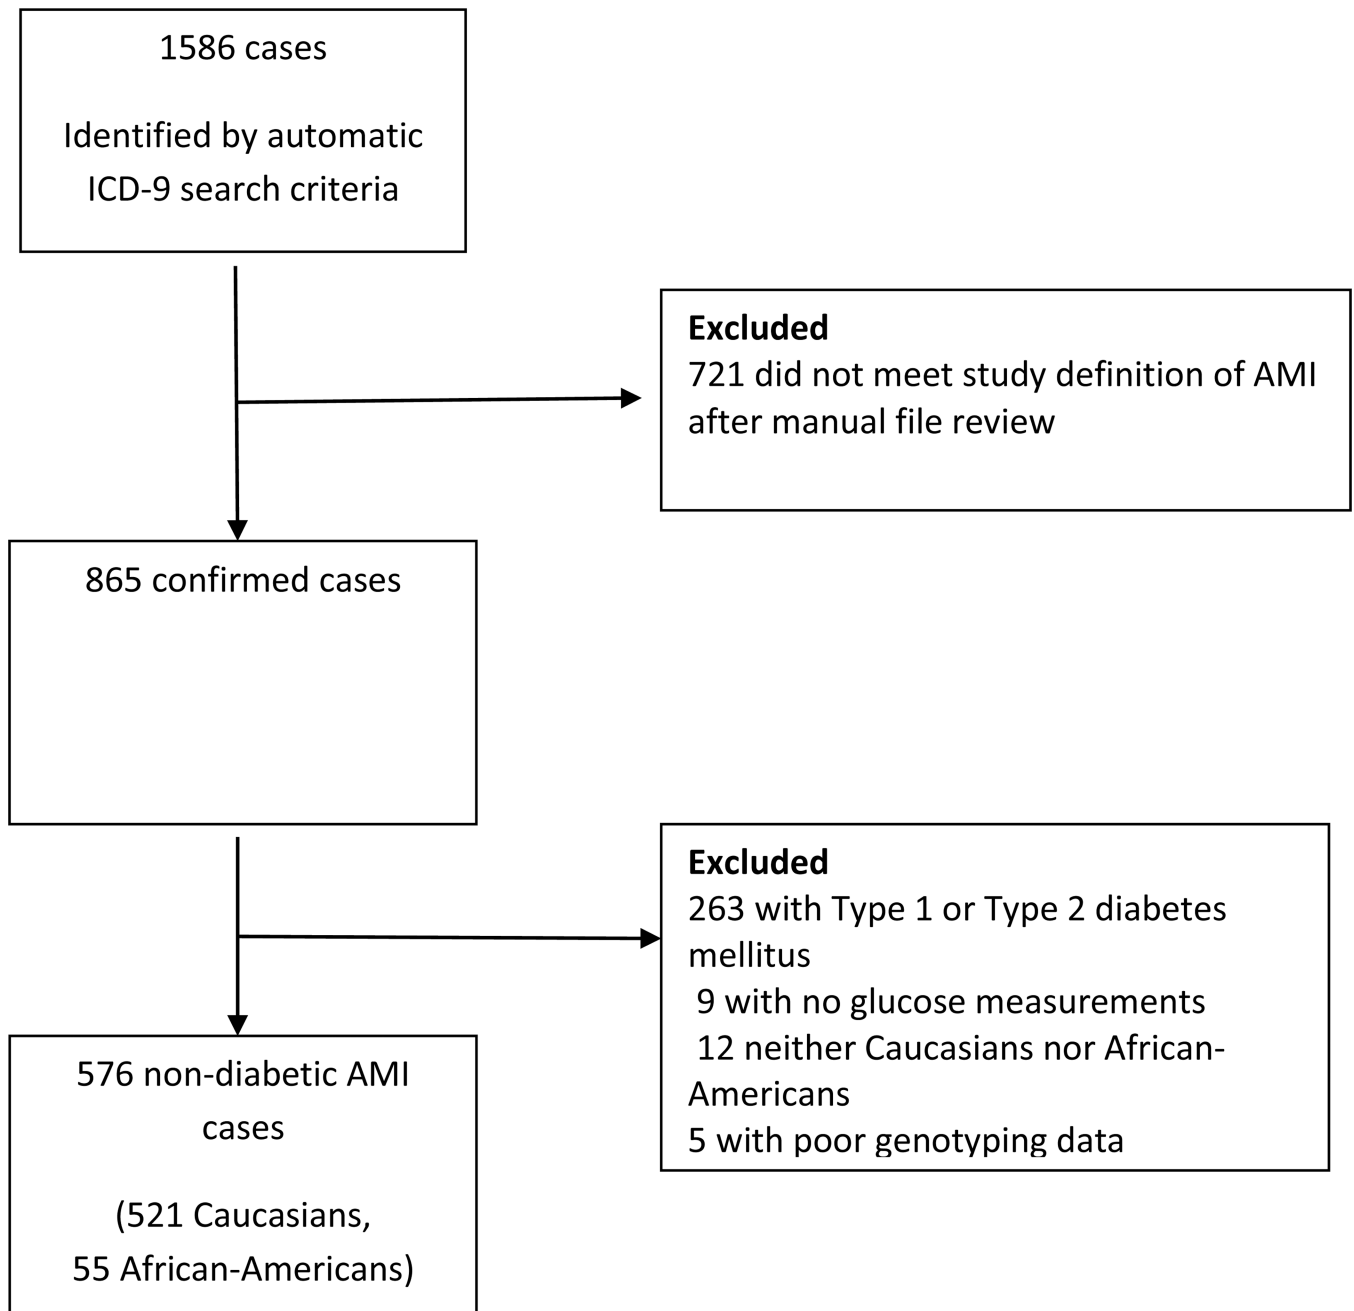 1586 cases
Identified by automatic
ICD-9 search criteria
Excluded
721 did not meet study definition of AMI
after manual file review
865 confirmed cases
Excluded
263 with Type 1 or Type 2 diabetes
mellitus
9 with no glucose measurements
12 neither Caucasians nor African-
Americans
5 with poor genotyping data
576 non-diabetic AMI
cases
(521 Caucasians,
55 African-Americans)